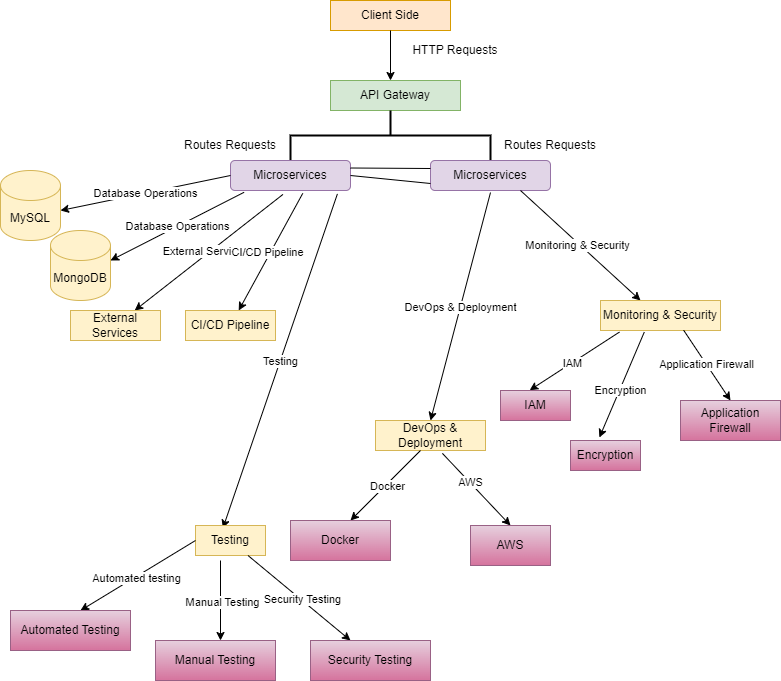 Client Side
HTTP Requests
API Gateway
Routes Requests
Routes Requests
Microservices
Microservices
Database Operations
MySQL
Database Operations
MongoDB
External Servi
CI/CD Pipeline
Monitoring & Security
External
Services
CI/CD Pipeline
DevOps & Deployment
Monitoring & Security
Testing
IAM
Application Firewall
Encryption
IAM
Application
Firewall
DevOps &
Deployment
Encryption
Docker
AWS
Testing
Docker
AWS
Automated testing
Manual Testing
Security Testing
Automated Testing
Manual Testing
Security Testing